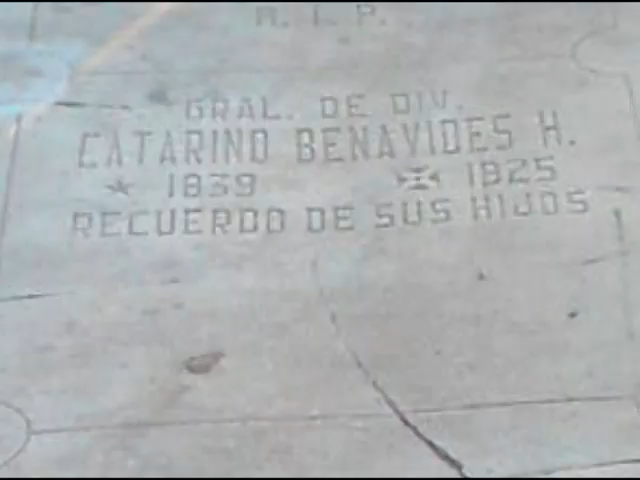 R. I. P.
GRAL. DE DIV.
CATARINO BENAVIDES H.
1839 1925
RECUERDO DE SUS HIJOS